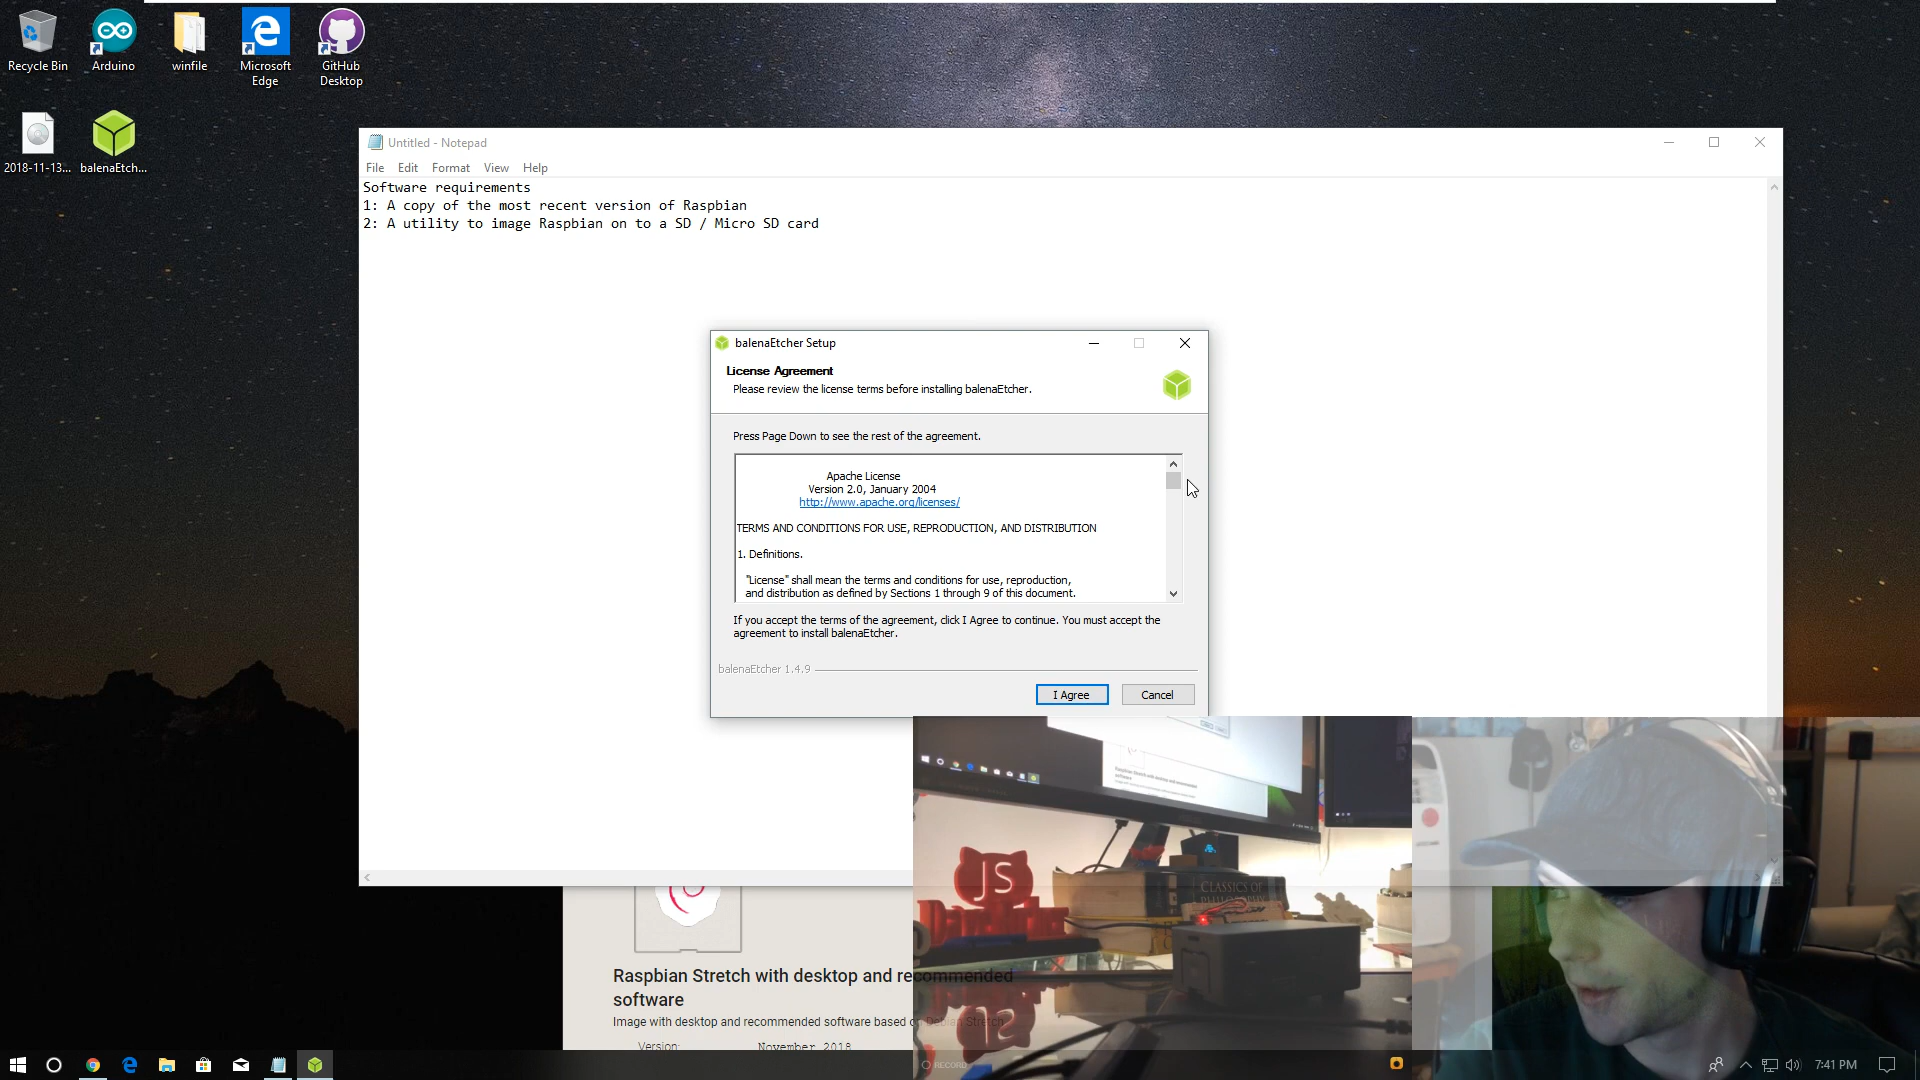 Recycle Bin
Arduino
winfile
Microsoft
Edge
GitHub
Desktop
2018-11-13...
balenaEtch...
Untitled - Notepad
File Edit Format View Help
Software requirements
1: A copy of the most recent version of Raspbian
2: A utility to image Raspbian on to a SD / Micro SD card
balenaEtcher Setup
License Agreement
Please review the license terms before installing balenaEtcher.
Press Page Down to see the rest of the agreement.
Apache License
Version 2.0, January 2004
http://www.apache.org/licenses/
TERMS AND CONDITIONS FOR USE, REPRODUCTION, AND DISTRIBUTION
1. Definitions.
"License" shall mean the terms and conditions for use, reproduction,
and distribution as defined by Sections 1 through 9 of this document.
If you accept the terms of the agreement, click I Agree to continue. You must accept the
agreement to install balenaEtcher.
balenaEtcher 1.4.9
I Agree
Cancel
JS
CLASSICS OF
PHILOSOPHY
Raspbian Stretch with desktop and recommended
software
Image with desktop and recommended software based on Debian Stretch
Version: November 2018
RECORD
7:41 PM